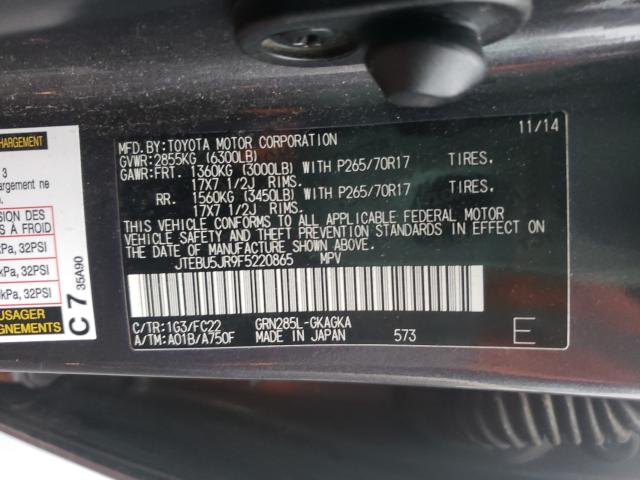 HARGEMENT
3
argement ne
SION DES
À FROID
kPa, 32PSI
kPa, 32PSI
kPa, 32PSI
USAGER
GNEMENTS
C 7 35A90
MFD.BY:TOYOTA MOTOR CORPORATION 11/14
GVWR:2855KG (6300LB)
GAWR:FRT. 1360KG (3000LB) WITH P265/70R17 TIRES.
17X7 1/2J RIMS.
RR. 1560KG (3450LB) WITH P265/70R17 TIRES.
17X7 1/2J RIMS.
THIS VEHICLE CONFORMS TO ALL APPLICABLE FEDERAL MOTOR
VEHICLE SAFETY AND THEFT PREVENTION STANDARDS IN EFFECT ON
THE DATE OF MANUFACTURE SHOWN ABOVE.
JTEBU5JR9F5220865 MPV
C/TR:1G3/FC22 GRN285L-GKAGKA
A/TM:A01B/A750F MADE IN JAPAN 573 E